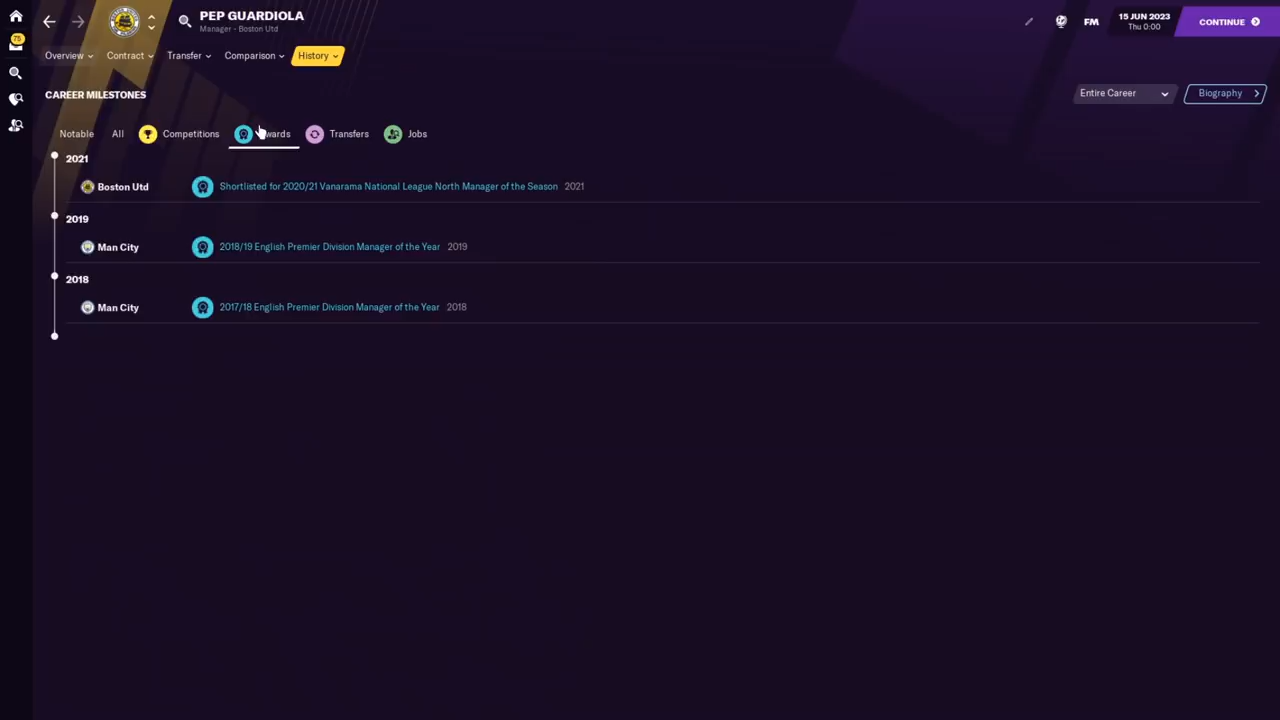 PEP GUARDIOLA
Manager - Boston Utd
75
FM
15 JUN 2023
Thu 0:00
CONTINUE
Overview
Contract
Transfer
Comparison
History
CAREER MILESTONES
Entire Career
Biography
Notable
All
Competitions
Transfers
Jobs
2021
Boston Utd
Shortlisted for 2020/21 Vanarama National League North Manager of the Season 2021
2019
Man City
2018/19 English Premier Division Manager of the Year 2019
2018
Man City
2017/18 English Premier Division Manager of the Year 2018